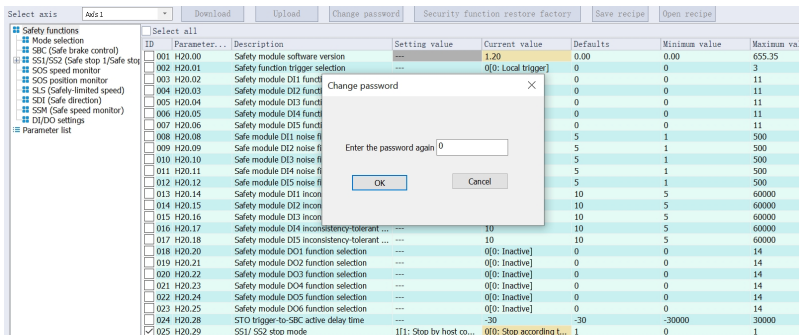 Select axis Axis 1 Download Upload Change password Security function restore factory Save recipe Open recipe
Safety functions
Mode selection
SBC (Safe brake control)
SS1/SS2 (Safe stop 1/Safe stop
SOS speed monitor
SOS position monitor
SLS (Safely-limited speed)
SDI (Safe direction)
SSM (Safe speed monitor)
DI/DO settings
Parameter list
Select all
ID Parameter... Description Setting value Current value Defaults Minimum value Maximum va
001 H20.00 Safety module software version --- 1.20 0.00 0.00 655.35
002 H20.01 Safety function trigger selection --- 0[0: Local trigger] 0 0 3
003 H20.02 Safety module DI1 functi 0 0 11
004 H20.03 Safety module DI2 functi 0 0 11
005 H20.04 Safety module DI3 functi 0 0 11
006 H20.05 Safety module DI4 functi 0 0 11
007 H20.06 Safety module DI5 functi 0 0 11
008 H20.08 Safe module DI1 noise fi 5 1 500
009 H20.09 Safe module DI2 noise fi 5 1 500
010 H20.10 Safe module DI3 noise fi 5 1 500
011 H20.11 Safe module DI4 noise fi 5 1 500
012 H20.12 Safe module DI5 noise fi 5 1 500
013 H20.14 Safety module DI1 incon 10 5 60000
014 H20.15 Safety module DI2 incon 10 5 60000
015 H20.16 Safety module DI3 incon 10 5 60000
016 H20.17 Safety module DI4 inconsistency-tolerant ... --- 10 10 5 60000
017 H20.18 Safety module DI5 inconsistency-tolerant ... --- 10 10 5 60000
018 H20.20 Safety module DO1 function selection --- 0[0: Inactive] 0 0 14
019 H20.21 Safety module DO2 function selection --- 0[0: Inactive] 0 0 14
020 H20.22 Safety module DO3 function selection --- 0[0: Inactive] 0 0 14
021 H20.23 Safety module DO4 function selection --- 0[0: Inactive] 0 0 14
022 H20.24 Safety module DO5 function selection --- 0[0: Inactive] 0 0 14
023 H20.25 Safety module DO6 function selection --- 0[0: Inactive] 0 0 14
024 H20.28 STO trigger-to-SBC active delay time --- -30 -30 -30000 30000
025 H20.29 SS1/ SS2 stop mode 1[1: Stop by host co... 0[0: Stop according t... 1 0 1
Change password
Enter the password again 0
OK Cancel